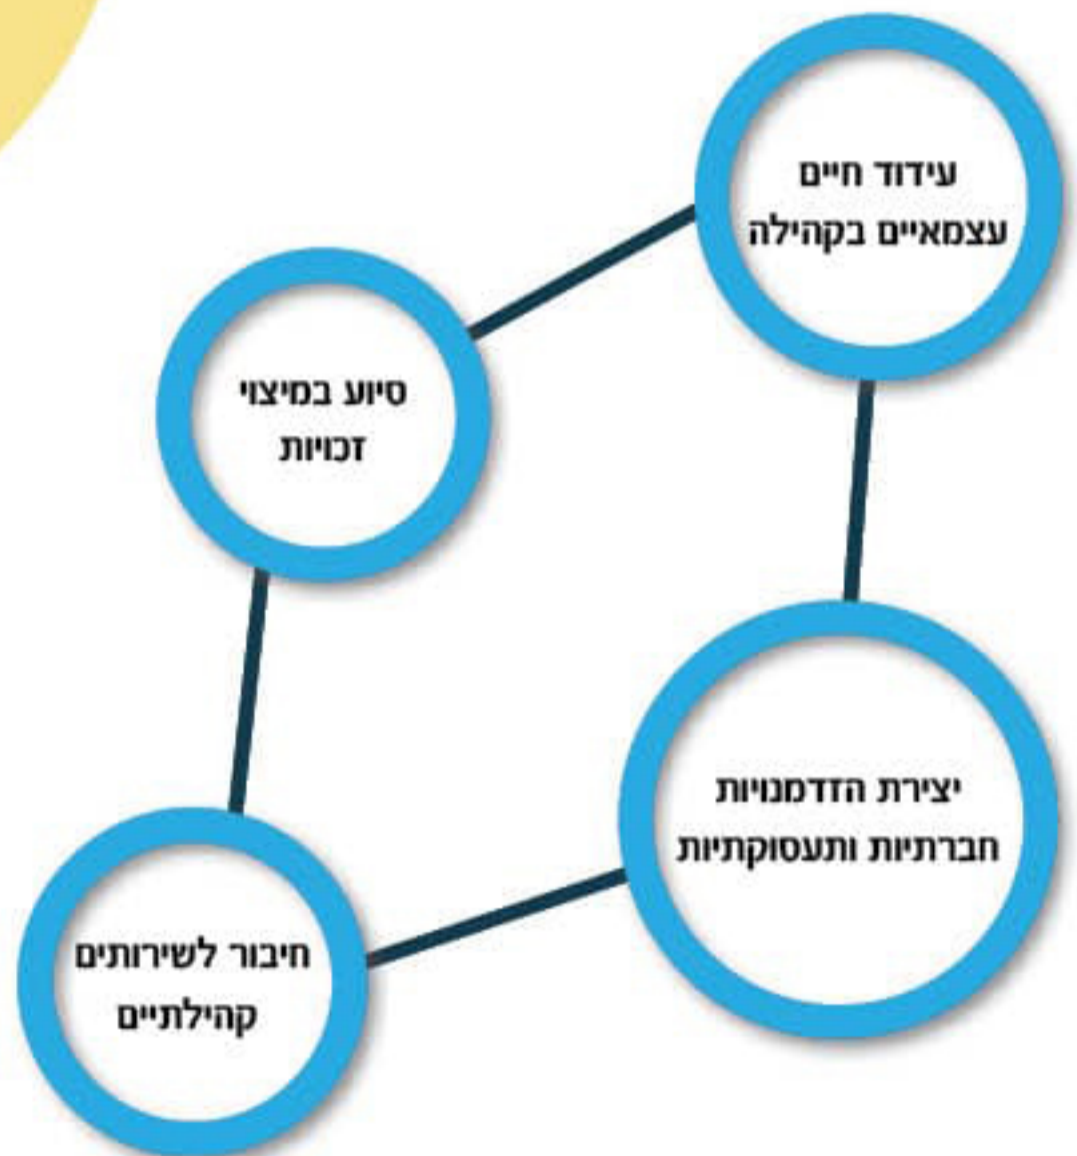 עידוד חיים
עצמאיים בקהילה
סיוע במיצוי
זכויות
יצירת הזדמנויות
חברתיות ותעסוקתיות
חיבור לשירותים
קהילתיים